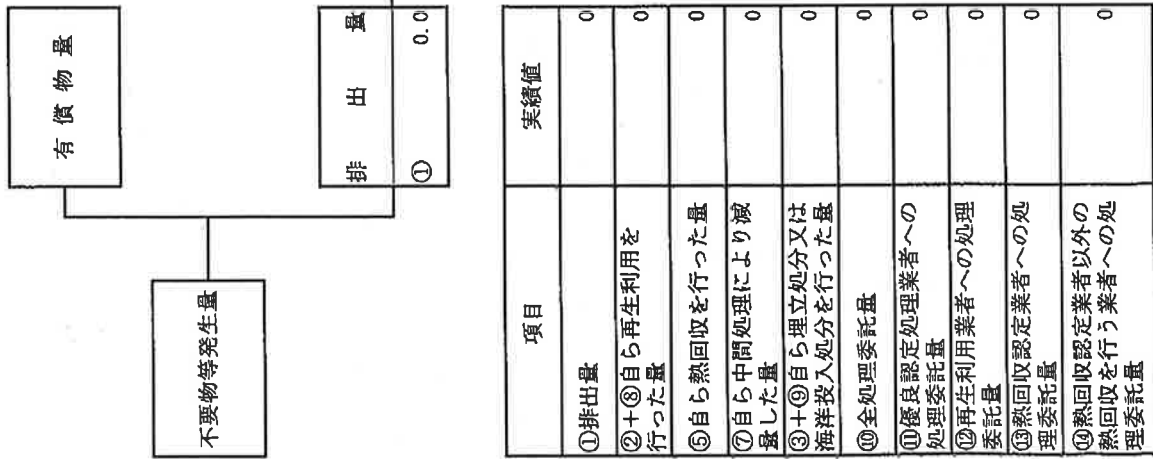 不要物等発生量
有償物量
排出量
① 0.0
項目 実績値
①排出量 0
②+⑧自ら再生利用を
行った量 0
⑤自ら熱回収を行った量 0
⑦自ら中間処理により減
量した量 0
③+⑨自ら埋立処分又は
海洋投入処分を行った量 0
⑩全処理委託量 0
⑪優良認定処理業者への
処理委託量 0
⑫再生利用業者への処理
委託量 0
⑬熱回収認定業者への処
理委託量 0
⑭熱回収認定業者以外の
熱回収を行う業者への処
理委託量 0